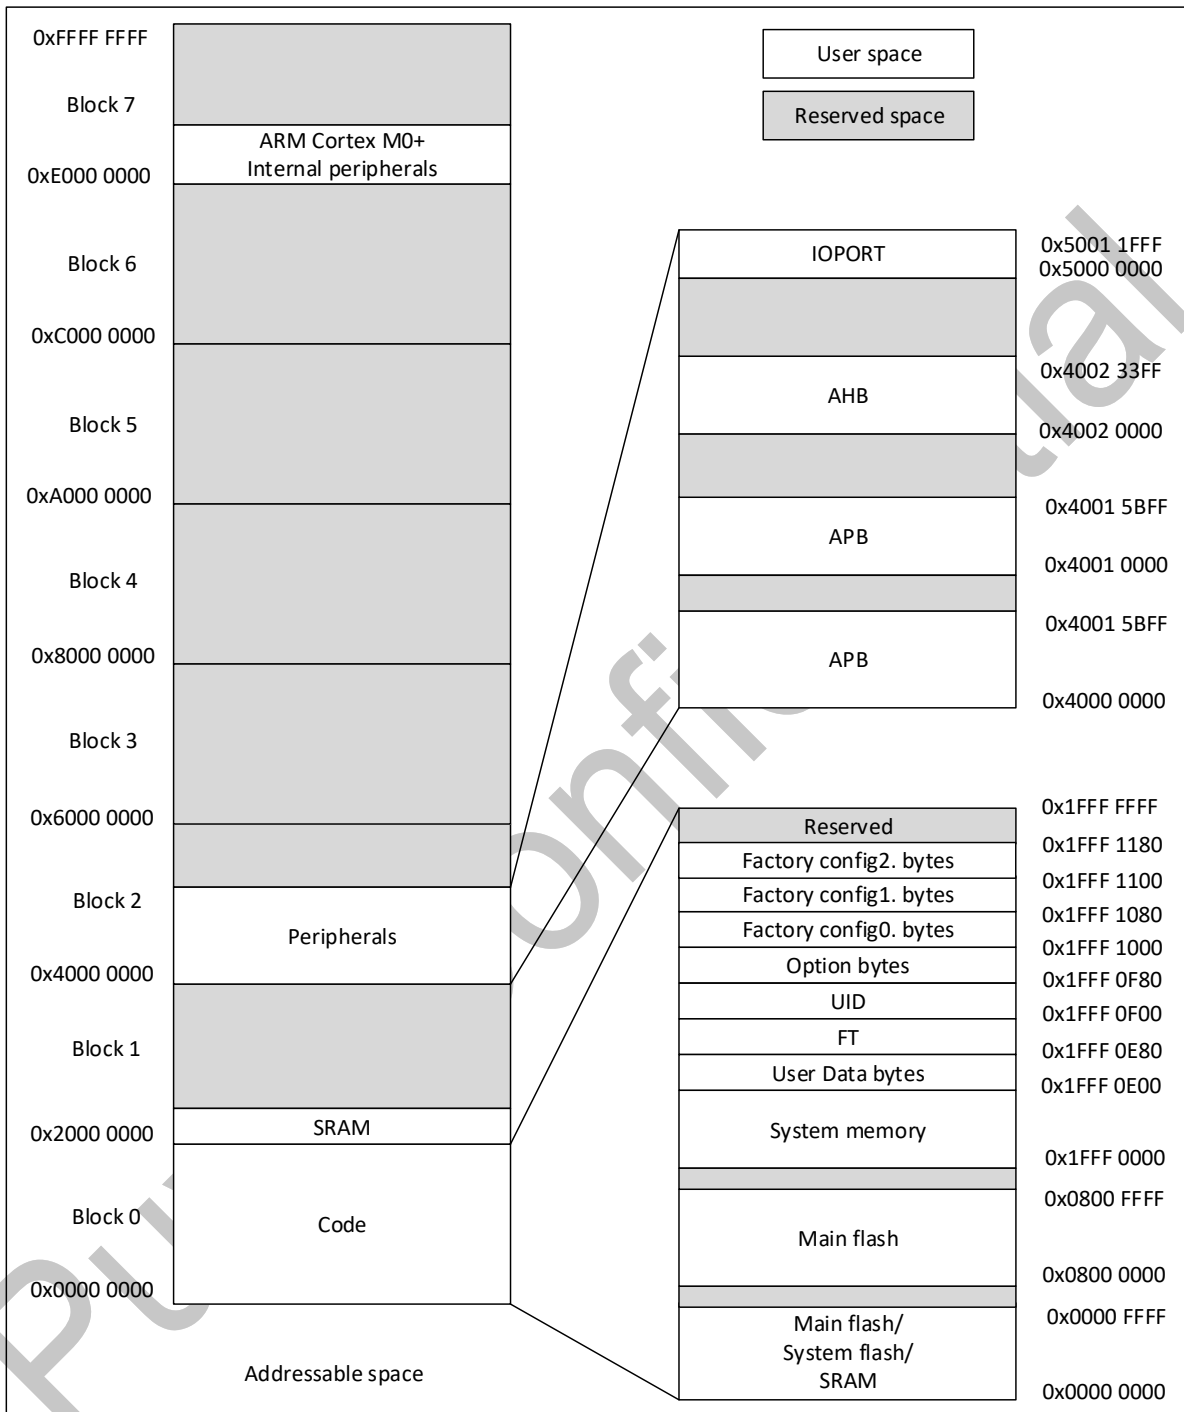 0xFFFF FFFF
Block 7
ARM Cortex M0+
Internal peripherals
0xE000 0000
Block 6
0xC000 0000
Block 5
0xA000 0000
Block 4
0x8000 0000
Block 3
0x6000 0000
Block 2
Peripherals
0x4000 0000
Block 1
0x2000 0000
SRAM
Block 0
Code
0x0000 0000
Addressable space
User space
Reserved space
IOPORT
0x5001 1FFF
0x5000 0000
0x4002 33FF
AHB
0x4002 0000
0x4001 5BFF
APB
0x4001 0000
0x4001 5BFF
APB
0x4000 0000
0x1FFF FFFF
Reserved
0x1FFF 1180
Factory config2. bytes
0x1FFF 1100
Factory config1. bytes
0x1FFF 1080
Factory config0. bytes
0x1FFF 1000
Option bytes
0x1FFF 0F80
UID
0x1FFF 0F00
FT
0x1FFF 0E80
User Data bytes
0x1FFF 0E00
System memory
0x1FFF 0000
0x0800 FFFF
Main flash
0x0800 0000
0x0000 FFFF
Main flash/
System flash/
SRAM
0x0000 0000